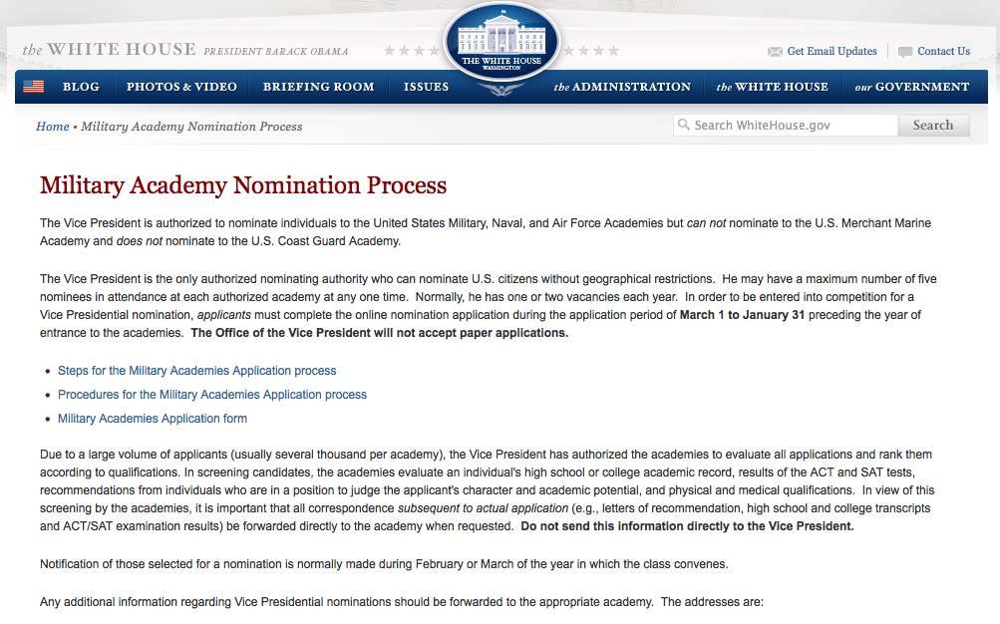 the WHITE HOUSE PRESIDENT BARACK OBAMA
THE WHITE HOUSE
WASHINGTON
Get Email Updates
Contact Us
BLOG PHOTOS & VIDEO BRIEFING ROOM ISSUES the ADMINISTRATION the WHITE HOUSE our GOVERNMENT
Home • Military Academy Nomination Process
Search WhiteHouse.gov
Search
Military Academy Nomination Process
The Vice President is authorized to nominate individuals to the United States Military, Naval, and Air Force Academies but can not nominate to the U.S. Merchant Marine
Academy and does not nominate to the U.S. Coast Guard Academy.
The Vice President is the only authorized nominating authority who can nominate U.S. citizens without geographical restrictions. He may have a maximum number of five
nominees in attendance at each authorized academy at any one time. Normally, he has one or two vacancies each year. In order to be entered into competition for a
Vice Presidential nomination, applicants must complete the online nomination application during the application period of March 1 to January 31 preceding the year of
entrance to the academies. The Office of the Vice President will not accept paper applications.
• Steps for the Military Academies Application process
• Procedures for the Military Academies Application process
• Military Academies Application form
Due to a large volume of applicants (usually several thousand per academy), the Vice President has authorized the academies to evaluate all applications and rank them
according to qualifications. In screening candidates, the academies evaluate an individual's high school or college academic record, results of the ACT and SAT tests,
recommendations from individuals who are in a position to judge the applicant's character and academic potential, and physical and medical qualifications. In view of this
screening by the academies, it is important that all correspondence subsequent to actual application (e.g., letters of recommendation, high school and college transcripts
and ACT/SAT examination results) be forwarded directly to the academy when requested. Do not send this information directly to the Vice President.
Notification of those selected for a nomination is normally made during February or March of the year in which the class convenes.
Any additional information regarding Vice Presidential nominations should be forwarded to the appropriate academy. The addresses are: